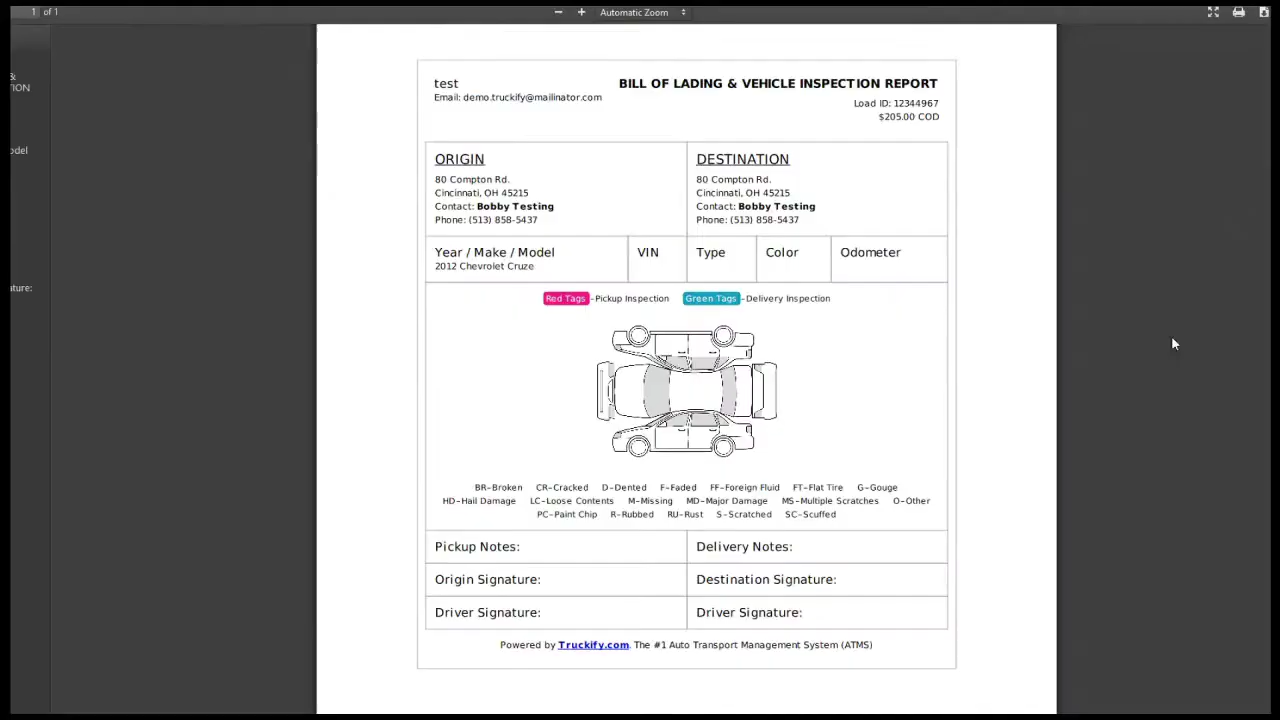 1 of 1
Automatic Zoom
&
ION
odel
ature:
test
BILL OF LADING & VEHICLE INSPECTION REPORT
Email: demo.truckify@mailinator.com
Load ID: 12344967
$205.00 COD
ORIGIN
80 Compton Rd.
Cincinnati, OH 45215
Contact: Bobby Testing
Phone: (513) 858-5437
DESTINATION
80 Compton Rd.
Cincinnati, OH 45215
Contact: Bobby Testing
Phone: (513) 858-5437
Year / Make / Model
2012 Chevrolet Cruze
VIN
Type
Color
Odometer
Red Tags -Pickup Inspection Green Tags -Delivery Inspection
BR-Broken CR-Cracked D-Dented F-Faded FF-Foreign Fluid FT-Flat Tire G-Gouge
HD-Hail Damage LC-Loose Contents M-Missing MD-Major Damage MS-Multiple Scratches O-Other
PC-Paint Chip R-Rubbed RU-Rust S-Scratched SC-Scuffed
Pickup Notes:
Delivery Notes:
Origin Signature:
Destination Signature:
Driver Signature:
Driver Signature:
Powered by Truckify.com. The #1 Auto Transport Management System (ATMS)